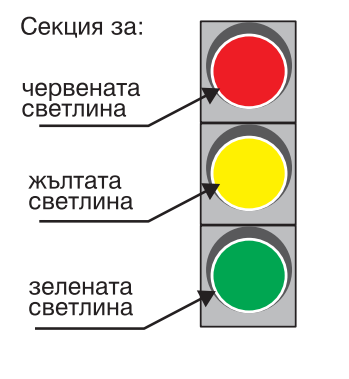 Секция за:
червената
светлина
жълтата
светлина
зелената
светлина